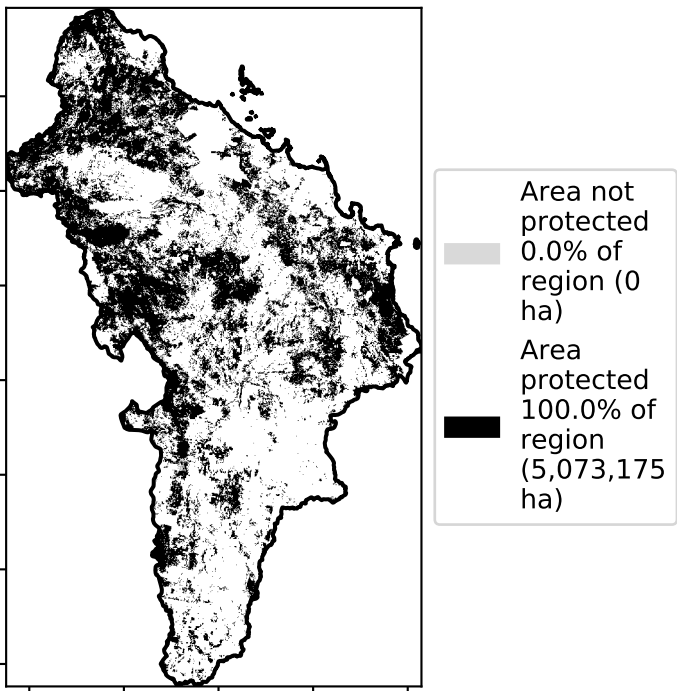 Area not
protected
0.0% of
region (0
ha)
Area
protected
100.0% of
region
(5,073,175
ha)